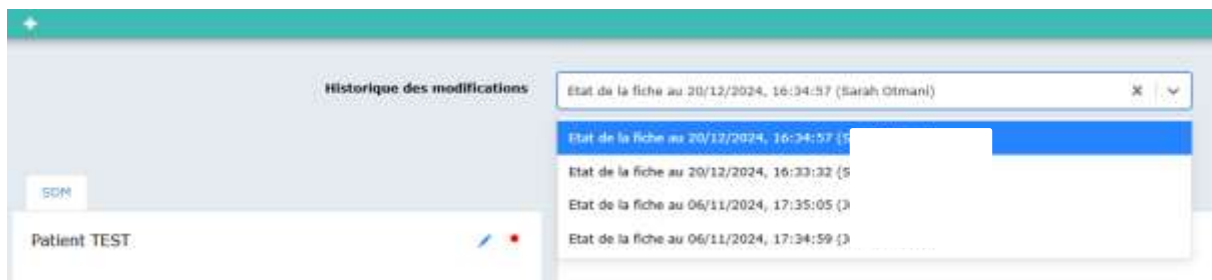 Historique des modifications
Etat de la fiche au 20/12/2024, 16:34:57 (Sarah Otmani)
Etat de la fiche au 20/12/2024, 16:34:57 (S
Etat de la fiche au 20/12/2024, 16:33:32 (S
Etat de la fiche au 06/11/2024, 17:35:05 (J
Etat de la fiche au 06/11/2024, 17:34:59 (J
SDM
Patient TEST